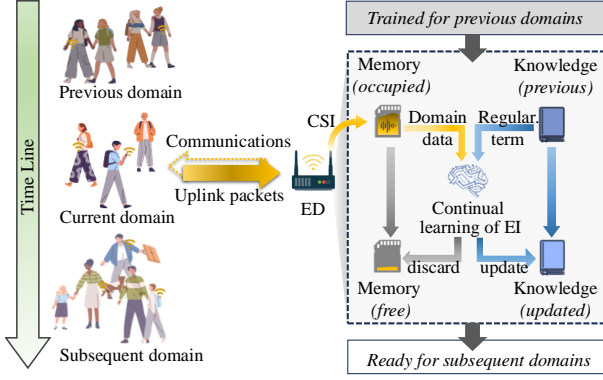 Time Line
Previous domain
Communications
Uplink packets
Current domain
Subsequent domain
CSI
ED
Trained for previous domains
Memory
(occupied)
Knowledge
(previous)
Domain
data
Regular.
term
Continual
learning of EI
discard
update
Memory
(free)
Knowledge
(updated)
Ready for subsequent domains